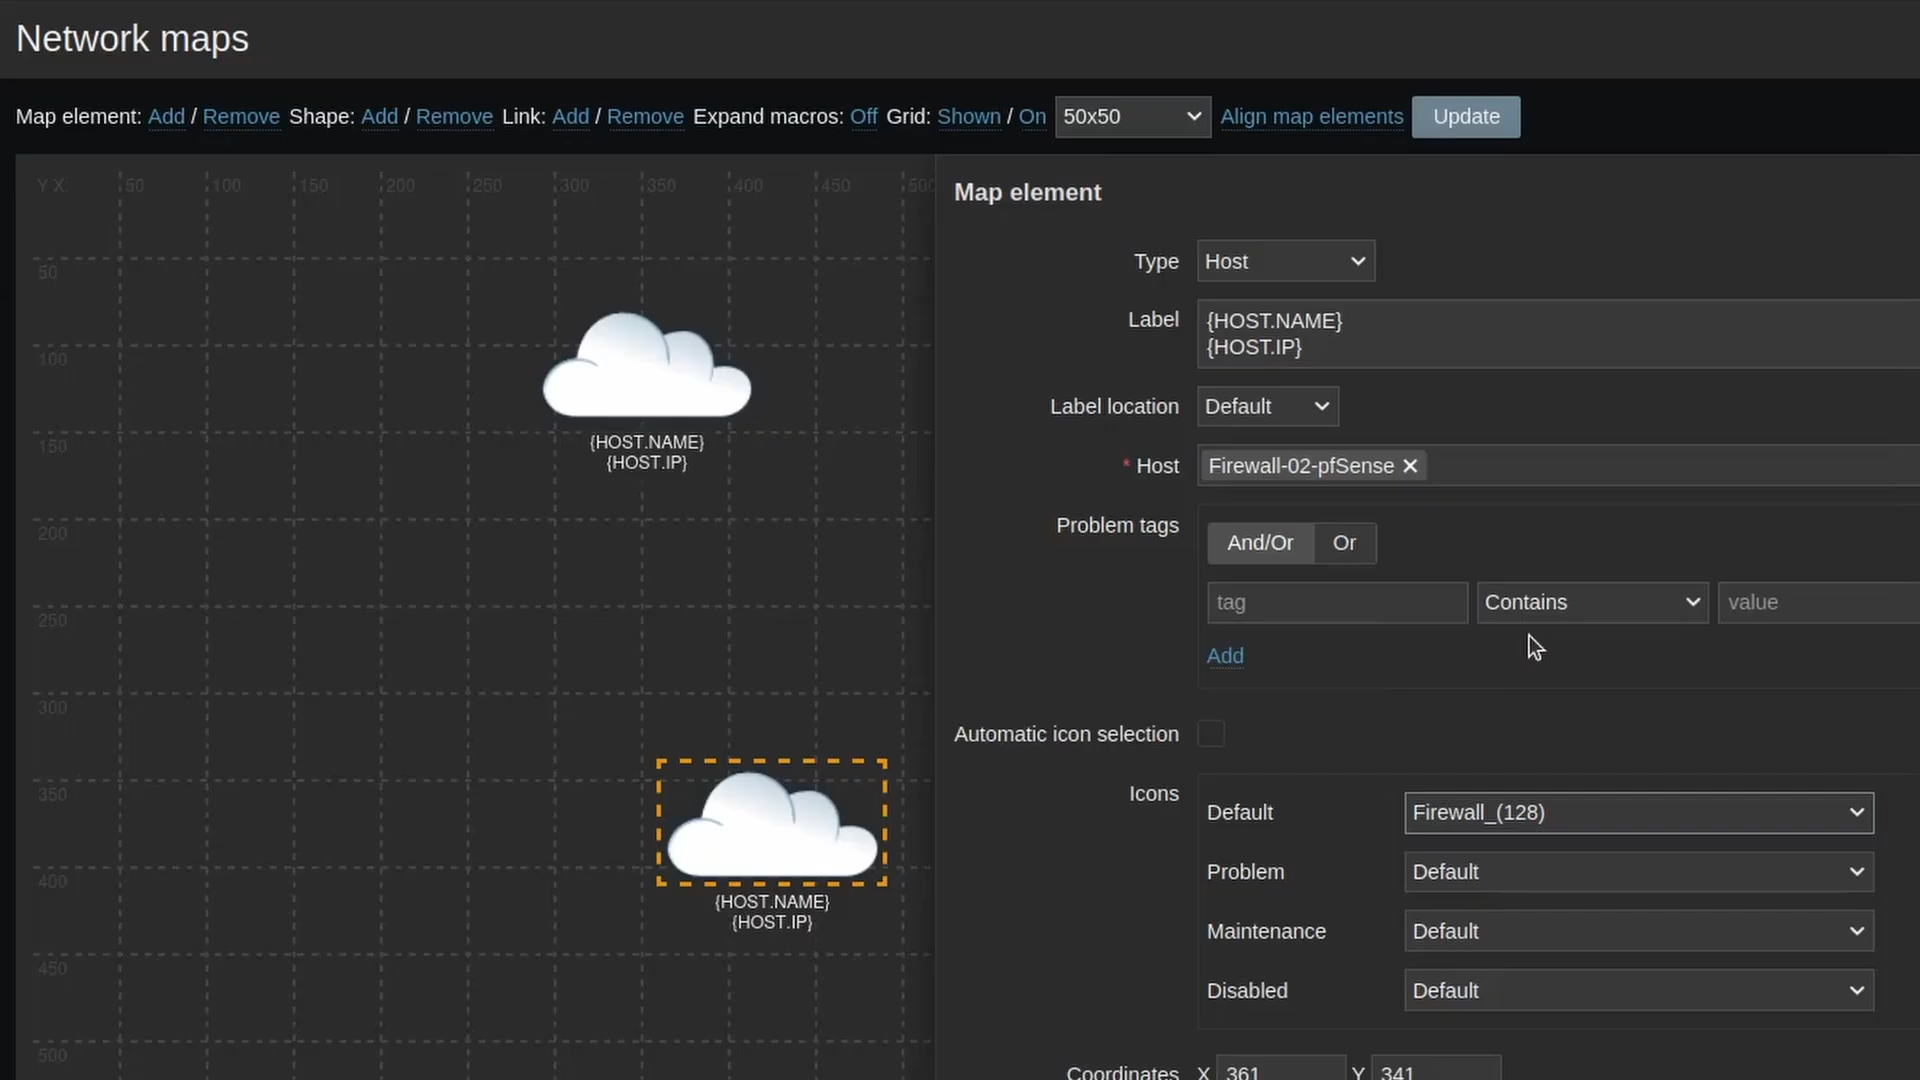 Network maps
Map element: Add / Remove Shape: Add / Remove Link: Add / Remove Expand macros: Off Grid: Shown / On 50x50 Align map elements Update
Y X: 50 100 150 200 250 300 350 400 450 500
50
100
150
200
250
300
350
400
450
500
{HOST.NAME}
{HOST.IP}
{HOST.NAME}
{HOST.IP}
Map element
Type Host
Label {HOST.NAME}
{HOST.IP}
Label location Default
* Host Firewall-02-pfSense ✕
Problem tags And/Or Or
tag Contains value
Add
Automatic icon selection
Icons
Default Firewall_(128)
Problem Default
Maintenance Default
Disabled Default
Coordinates X 361 Y 341